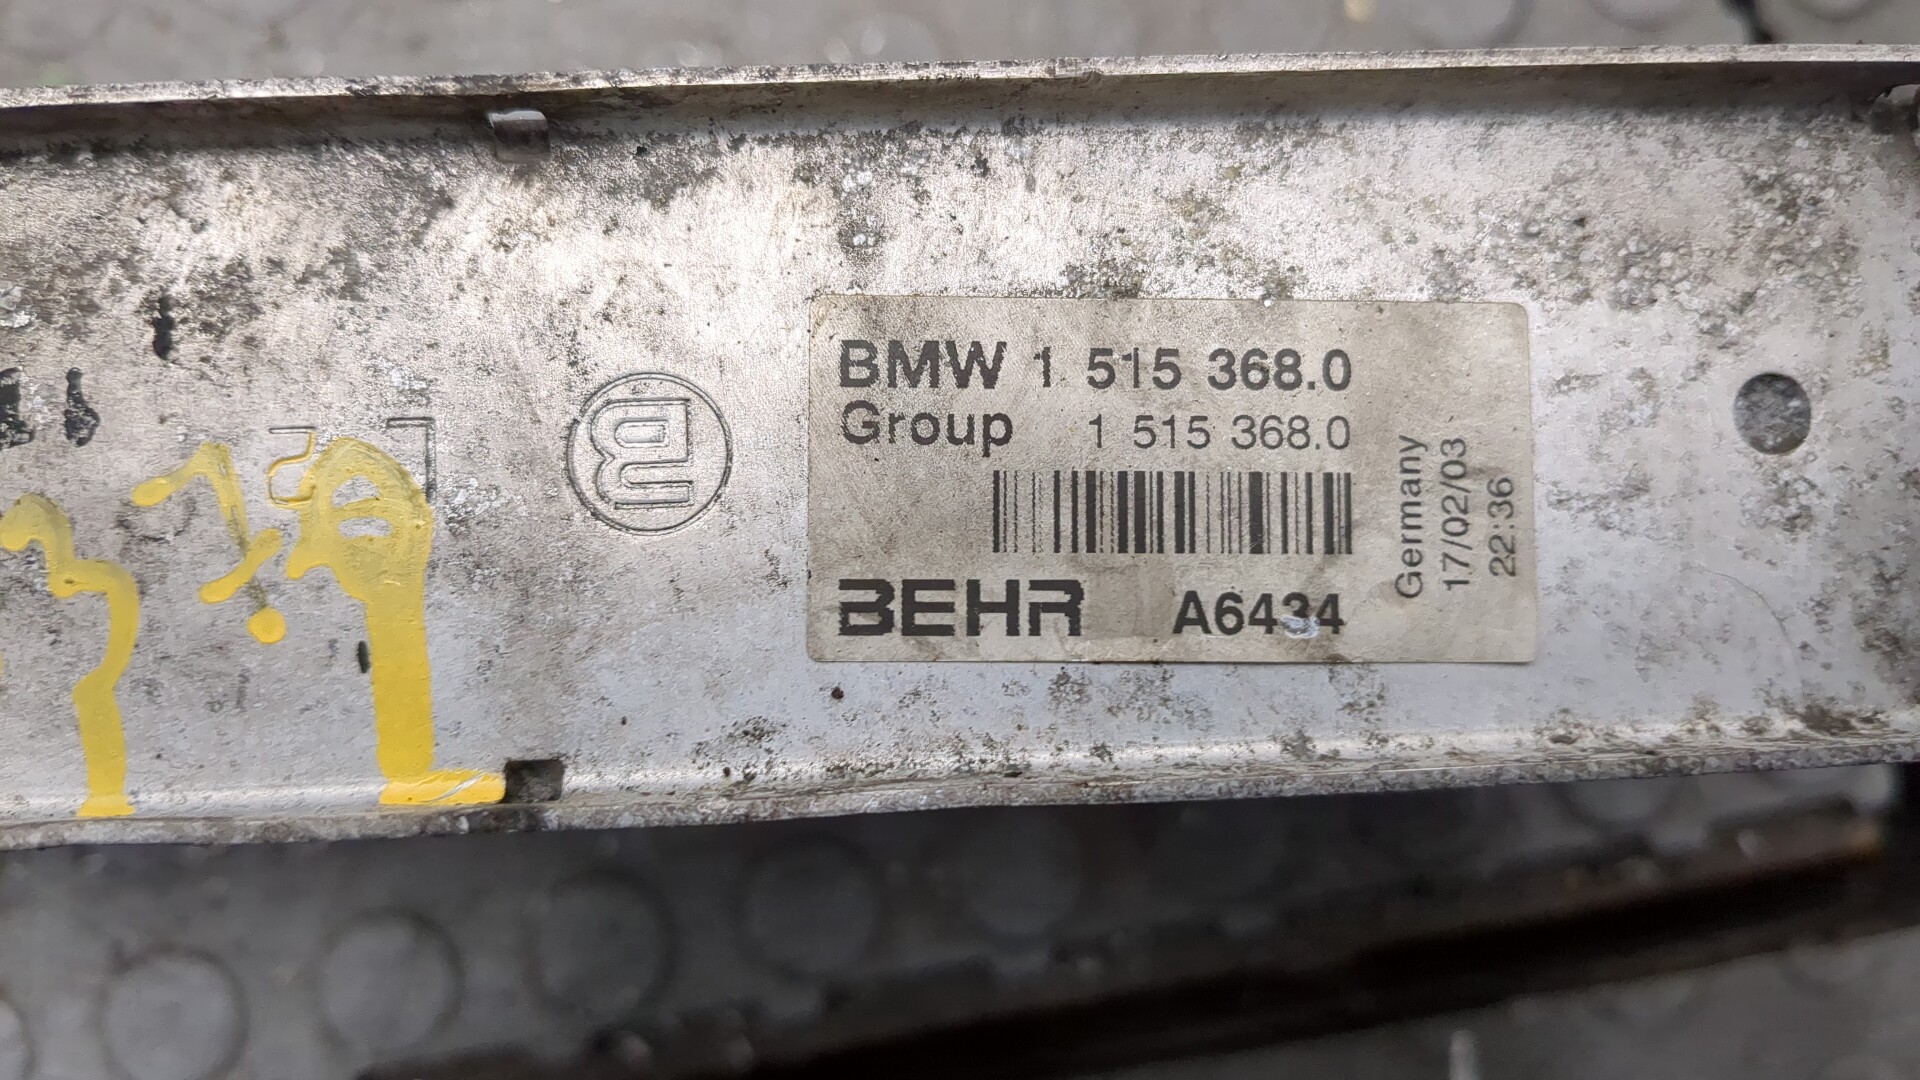 BMW 1 515 368.0
Group 1 515 368.0
BEHR A6434
Germany
17/02/03
22:36